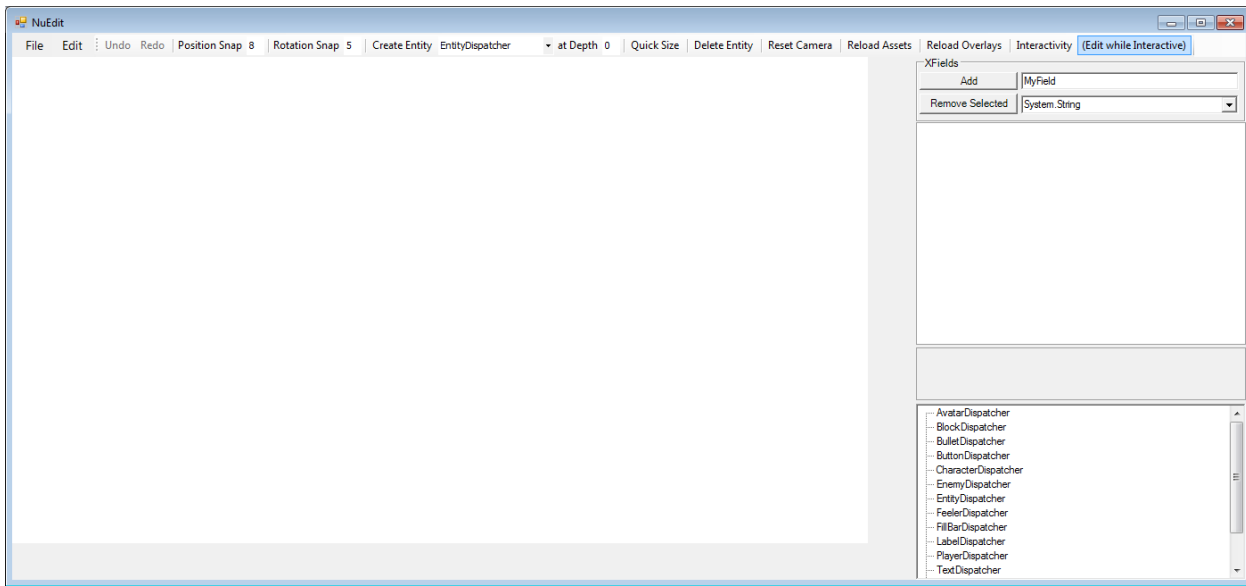 NuEdit
File Edit Undo Redo Position Snap 8 Rotation Snap 5 Create Entity EntityDispatcher at Depth 0 Quick Size Delete Entity Reset Camera Reload Assets Reload Overlays Interactivity (Edit while Interactive)
XFields
Add MyField
Remove Selected System.String
AvatarDispatcher
BlockDispatcher
BulletDispatcher
ButtonDispatcher
CharacterDispatcher
EnemyDispatcher
EntityDispatcher
FeelerDispatcher
FillBarDispatcher
LabelDispatcher
PlayerDispatcher
TextDispatcher